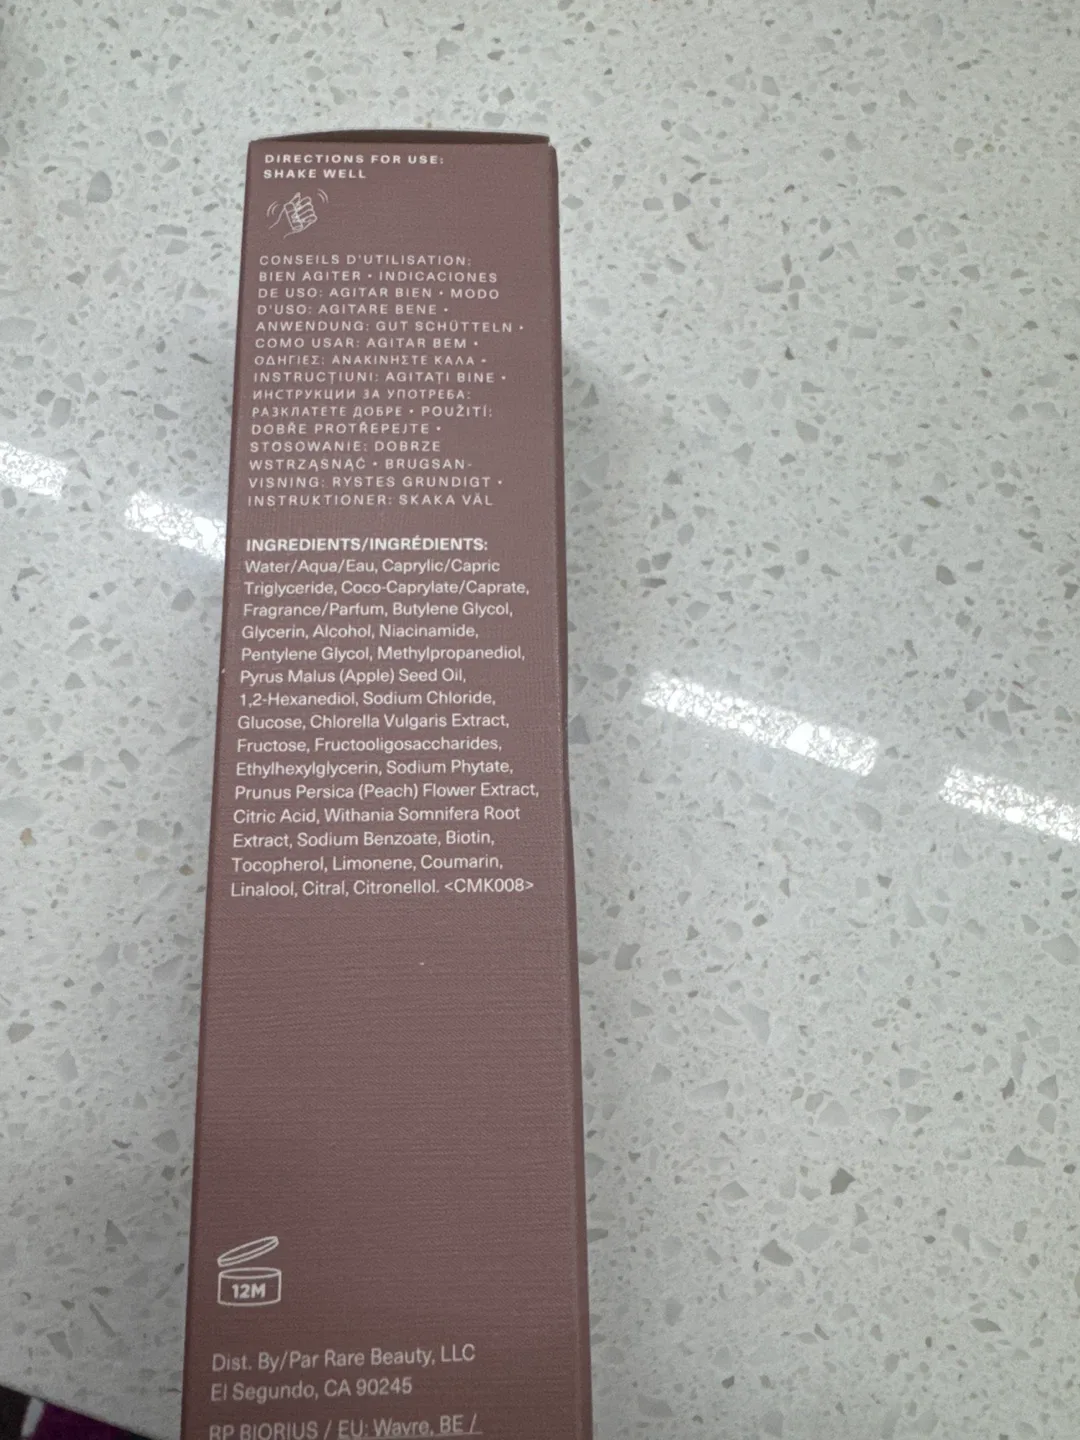 DIRECTIONS FOR USE:
SHAKE WELL
CONSEILS D'UTILISATION:
BIEN AGITER • INDICACIONES
DE USO: AGITAR BIEN • MODO
D'USO: AGITARE BENE •
ANWENDUNG: GUT SCHÜTTELN •
COMO USAR: AGITAR BEM •
ΟΔΗΓΙΕΣ: ΑΝΑΚΙΝΗΣΤΕ ΚΑΛΑ •
INSTRUCȚIUNI: AGITAȚI BINE •
ИНСТРУКЦИИ ЗА УПОТРЕБА:
РАЗКЛАТЕТЕ ДОБРЕ • POUŽITÍ:
DOBŘE PROTŘEPEJTE •
STOSOWANIE: DOBRZE
WSTRZĄSNĄĆ • BRUGSAN-
VISNING: RYSTES GRUNDIGT •
INSTRUKTIONER: SKAKA VÄL
INGREDIENTS/INGRÉDIENTS:
Water/Aqua/Eau, Caprylic/Capric
Triglyceride, Coco-Caprylate/Caprate,
Fragrance/Parfum, Butylene Glycol,
Glycerin, Alcohol, Niacinamide,
Pentylene Glycol, Methylpropanediol,
Pyrus Malus (Apple) Seed Oil,
1,2-Hexanediol, Sodium Chloride,
Glucose, Chlorella Vulgaris Extract,
Fructose, Fructooligosaccharides,
Ethylhexylglycerin, Sodium Phytate,
Prunus Persica (Peach) Flower Extract,
Citric Acid, Withania Somnifera Root
Extract, Sodium Benzoate, Biotin,
Tocopherol, Limonene, Coumarin,
Linalool, Citral, Citronellol. <CMK008>
12M
Dist. By/Par Rare Beauty, LLC
El Segundo, CA 90245
RP BIORIUS / EU: Wavre, BE /